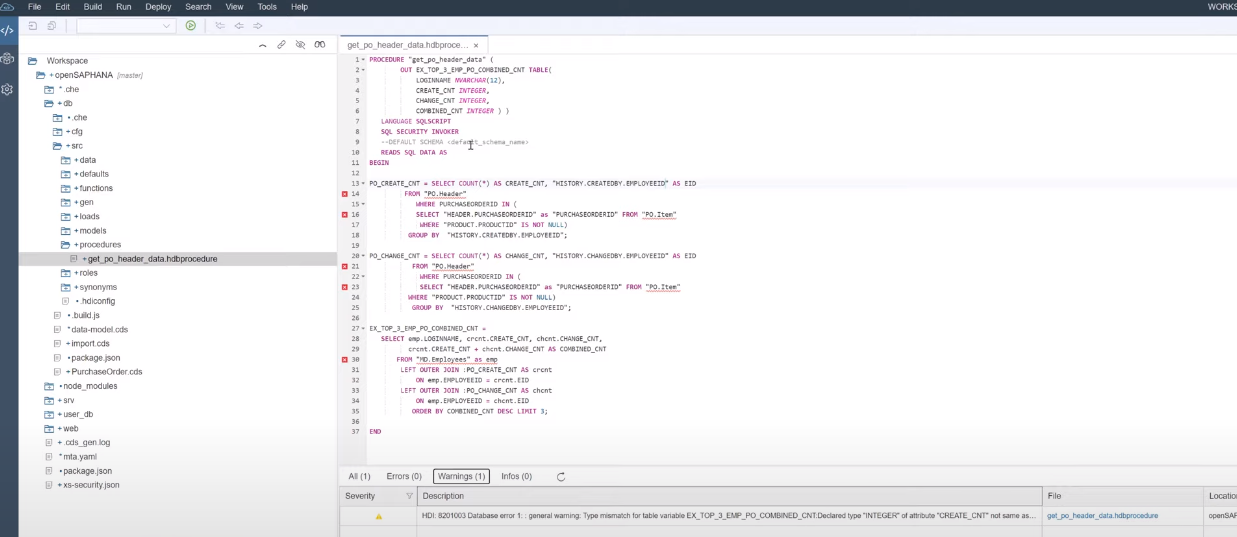 File Edit Build Run Deploy Search View Tools Help WORKS
get_po_header_data.hdbproce... ×
Workspace
openSAPHANA [master]
.che
db
.che
cfg
src
data
defaults
functions
gen
loads
models
procedures
get_po_header_data.hdbprocedure
roles
synonyms
.hdiconfig
.build.js
*data-model.cds
import.cds
package.json
PurchaseOrder.cds
node_modules
srv
user_db
web
.cds_gen.log
mta.yaml
package.json
xs-security.json
1 PROCEDURE "get_po_header_data" (
2 OUT EX_TOP_3_EMP_PO_COMBINED_CNT TABLE(
3 LOGINNAME NVARCHAR(12),
4 CREATE_CNT INTEGER,
5 CHANGE_CNT INTEGER,
6 COMBINED_CNT INTEGER ) )
7 LANGUAGE SQLSCRIPT
8 SQL SECURITY INVOKER
9 --DEFAULT SCHEMA <default_schema_name>
10 READS SQL DATA AS
11 BEGIN
12
13 PO_CREATE_CNT = SELECT COUNT(*) AS CREATE_CNT, "HISTORY.CREATEDBY.EMPLOYEEID" AS EID
14 FROM "PO.Header"
15 WHERE PURCHASEORDERID IN (
16 SELECT "HEADER.PURCHASEORDERID" as "PURCHASEORDERID" FROM "PO.Item"
17 WHERE "PRODUCT.PRODUCTID" IS NOT NULL)
18 GROUP BY "HISTORY.CREATEDBY.EMPLOYEEID";
19
20 PO_CHANGE_CNT = SELECT COUNT(*) AS CHANGE_CNT, "HISTORY.CHANGEDBY.EMPLOYEEID" AS EID
21 FROM "PO.Header"
22 WHERE PURCHASEORDERID IN (
23 SELECT "HEADER.PURCHASEORDERID" as "PURCHASEORDERID" FROM "PO.Item"
24 WHERE "PRODUCT.PRODUCTID" IS NOT NULL)
25 GROUP BY "HISTORY.CHANGEDBY.EMPLOYEEID";
26
27 EX_TOP_3_EMP_PO_COMBINED_CNT =
28 SELECT emp.LOGINNAME, crcnt.CREATE_CNT, chcnt.CHANGE_CNT,
29 crcnt.CREATE_CNT + chcnt.CHANGE_CNT AS COMBINED_CNT
30 FROM "MD.Employees" as emp
31 LEFT OUTER JOIN :PO_CREATE_CNT AS crcnt
32 ON emp.EMPLOYEEID = crcnt.EID
33 LEFT OUTER JOIN :PO_CHANGE_CNT AS chcnt
34 ON emp.EMPLOYEEID = chcnt.EID
35 ORDER BY COMBINED_CNT DESC LIMIT 3;
36
37 END
All (1) Errors (0) Warnings (1) Infos (0)
Severity Description File Location
HDI: 8201003 Database error 1: : general warning: Type mismatch for table variable EX_TOP_3_EMP_PO_COMBINED_CNT:Declared type "INTEGER" of attribute "CREATE_CNT" not same as... get_po_header_data.hdbprocedure openSAP